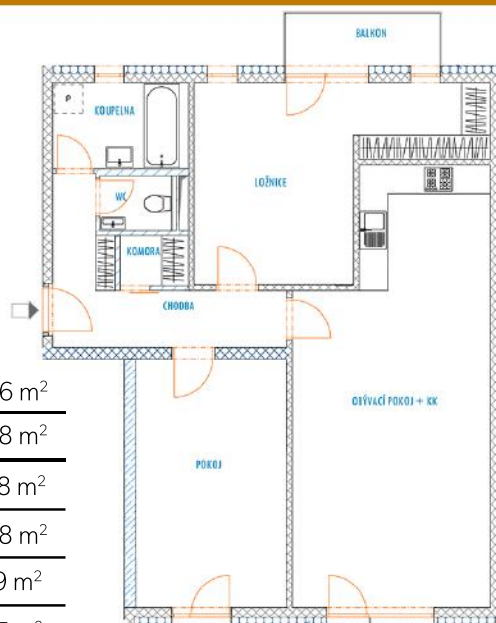 BALKON
KOUPELNA
P
WC
LOŽNICE
KOMORA
CHODBA
6 m²
8 m²
OBÝVACÍ POKOJ + KK
8 m²
POKOJ
8 m²
9 m²